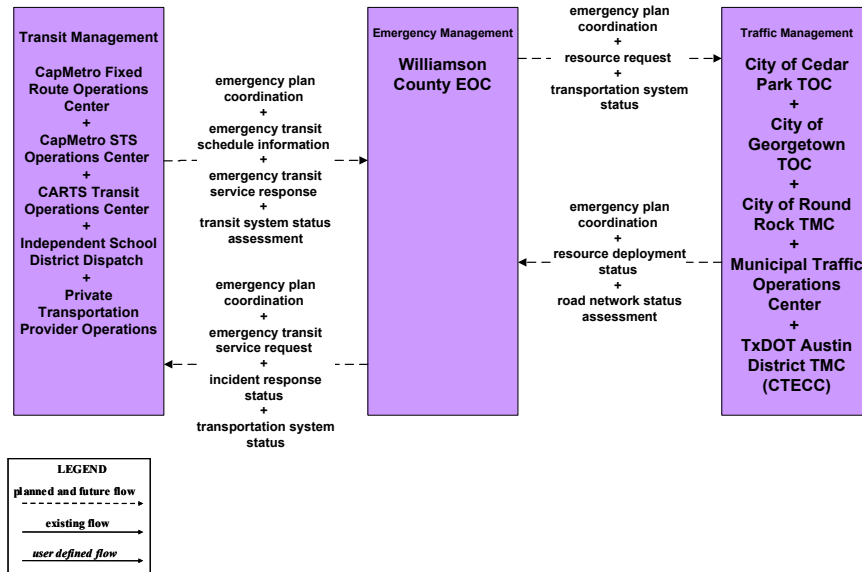 Transit Management
CapMetro Fixed
Route Operations
Center
+
CapMetro STS
Operations Center
+
CARTS Transit
Operations Center
+
Independent School
District Dispatch
+
Private
Transportation
Provider Operations
emergency plan
coordination
+
emergency transit
schedule information
+
emergency transit
service response
+
transit system status
assessment
emergency plan
coordination
+
emergency transit
service request
+
incident response
status
+
transportation system
status
Emergency Management
Williamson
County EOC
emergency plan
coordination
+
resource request
+
transportation system
status
emergency plan
coordination
+
resource deployment
status
+
road network status
assessment
Traffic Management
City of Cedar
Park TOC
+
City of
Georgetown
TOC
+
City of Round
Rock TMC
+
Municipal Traffic
Operations
Center
+
TxDOT Austin
District TMC
(CTECC)
LEGEND
planned and future flow
existing flow
user defined flow